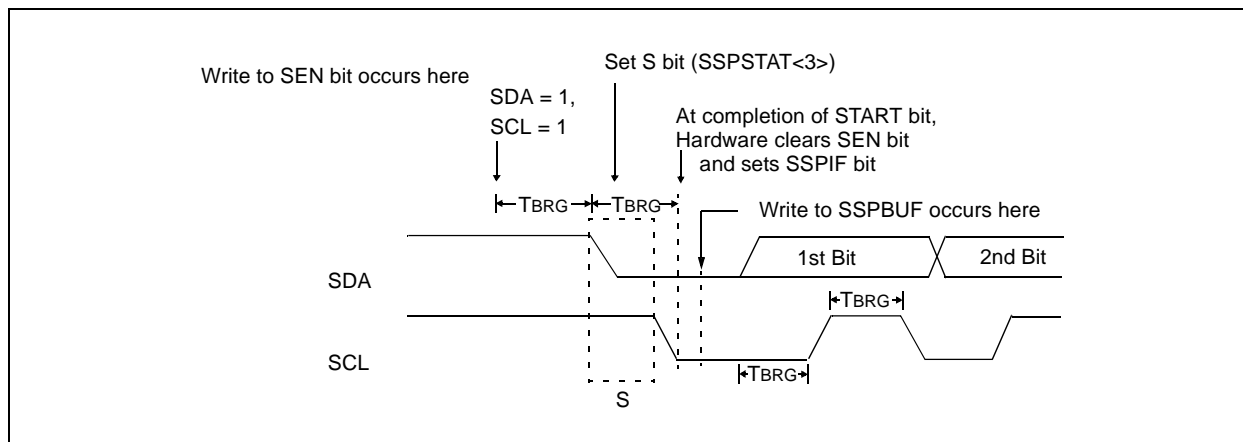 Set S bit (SSPSTAT<3>)
Write to SEN bit occurs here
SDA = 1,
SCL = 1
At completion of START bit,
Hardware clears SEN bit
and sets SSPIF bit
TBRG
TBRG
Write to SSPBUF occurs here
1st Bit
2nd Bit
SDA
TBRG
SCL
TBRG
S